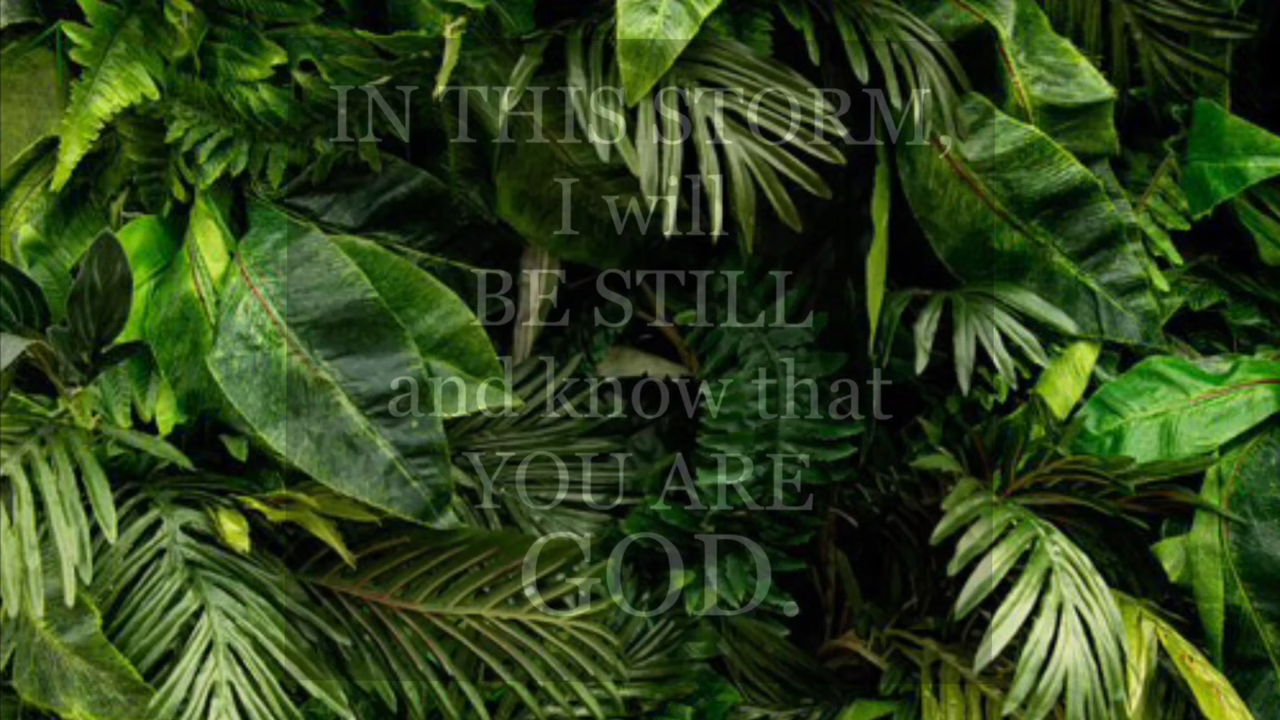 IN THIS STORM,
I will
BE STILL
and know that
YOU ARE
GOD.